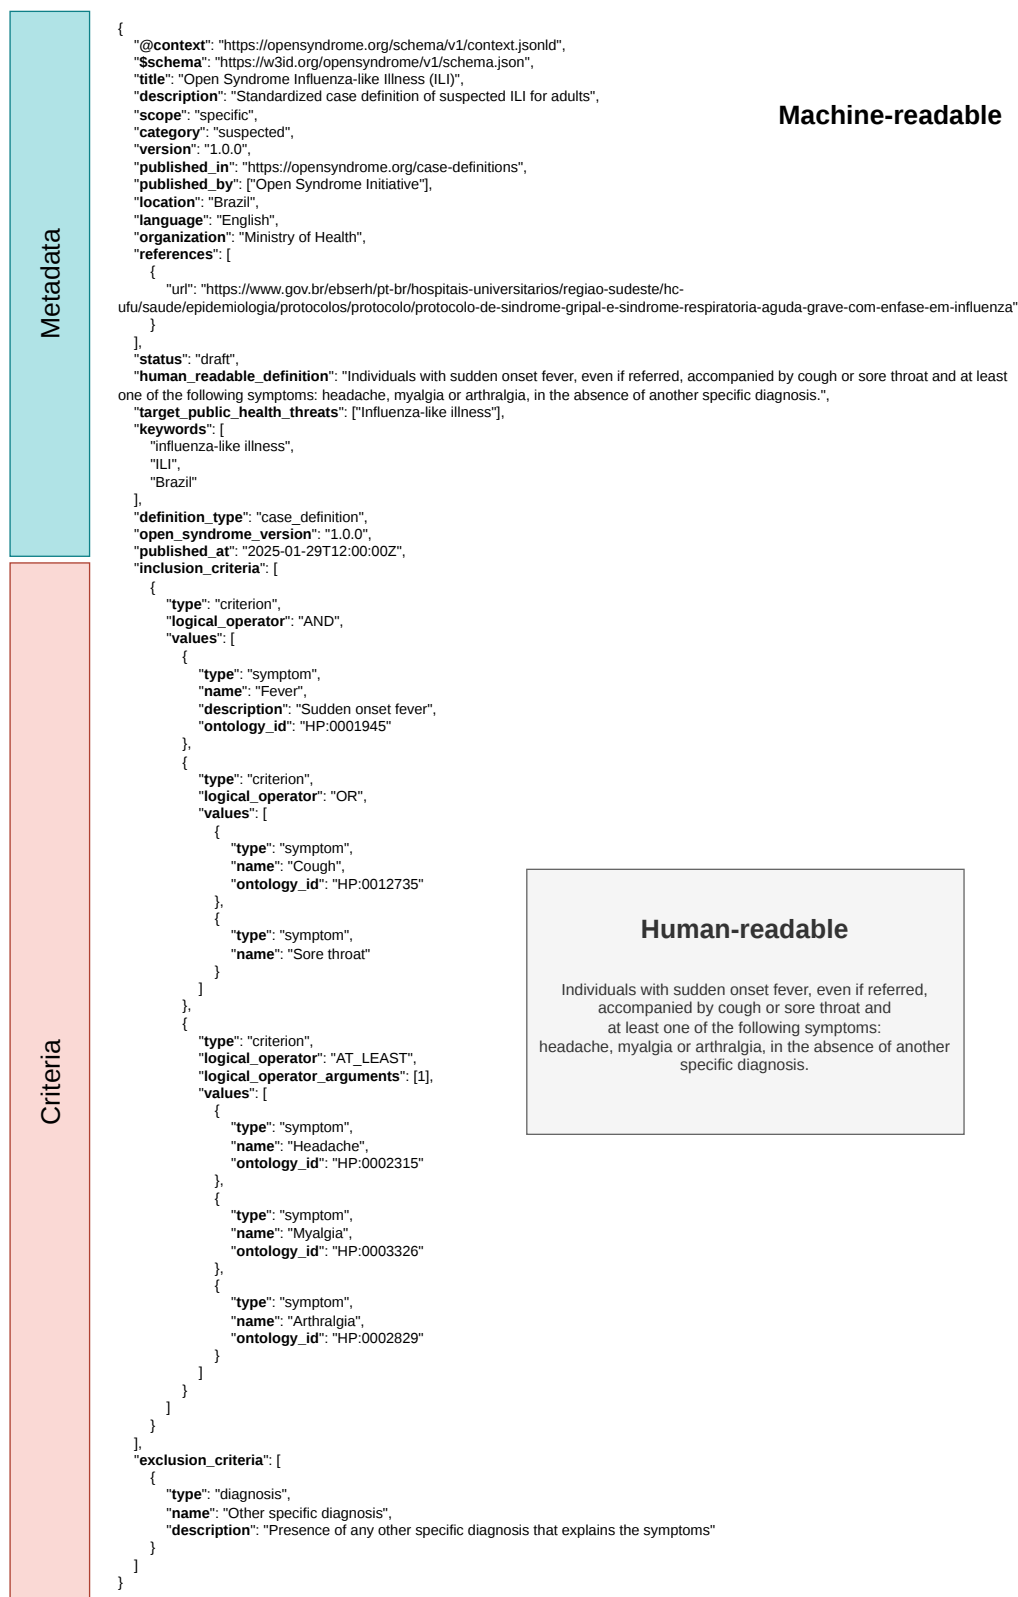 Metadata
Criteria
Machine-readable
{
"@context": "https://opensyndrome.org/schema/v1/context.jsonld",
"$schema": "https://w3id.org/opensyndrome/v1/schema.json",
"title": "Open Syndrome Influenza-like Illness (ILI)",
"description": "Standardized case definition of suspected ILI for adults",
"scope": "specific",
"category": "suspected",
"version": "1.0.0",
"published_in": "https://opensyndrome.org/case-definitions",
"published_by": ["Open Syndrome Initiative"],
"location": "Brazil",
"language": "English",
"organization": "Ministry of Health",
"references": [
{
"url": "https://www.gov.br/ebserh/pt-br/hospitais-universitarios/regiao-sudeste/hc-
ufu/saude/epidemiologia/protocolos/protocolo/protocolo-de-sindrome-gripal-e-sindrome-respiratoria-aguda-grave-com-enfase-em-influenza"
}
],
"status": "draft",
"human_readable_definition": "Individuals with sudden onset fever, even if referred, accompanied by cough or sore throat and at least
one of the following symptoms: headache, myalgia or arthralgia, in the absence of another specific diagnosis.",
"target_public_health_threats": ["Influenza-like illness"],
"keywords": [
"influenza-like illness",
"ILI",
"Brazil"
],
"definition_type": "case_definition",
"open_syndrome_version": "1.0.0",
"published_at": "2025-01-29T12:00:00Z",
"inclusion_criteria": [
{
"type": "criterion",
"logical_operator": "AND",
"values": [
{
"type": "symptom",
"name": "Fever",
"description": "Sudden onset fever",
"ontology_id": "HP:0001945"
},
{
"type": "criterion",
"logical_operator": "OR",
"values": [
{
"type": "symptom",
"name": "Cough",
"ontology_id": "HP:0012735"
},
{
"type": "symptom",
"name": "Sore throat"
}
]
},
{
"type": "criterion",
"logical_operator": "AT_LEAST",
"logical_operator_arguments": [1],
"values": [
{
"type": "symptom",
"name": "Headache",
"ontology_id": "HP:0002315"
},
{
"type": "symptom",
"name": "Myalgia",
"ontology_id": "HP:0003326"
},
{
"type": "symptom",
"name": "Arthralgia",
"ontology_id": "HP:0002829"
}
]
}
]
}
],
"exclusion_criteria": [
{
"type": "diagnosis",
"name": "Other specific diagnosis",
"description": "Presence of any other specific diagnosis that explains the symptoms"
}
]
}
Human-readable
Individuals with sudden onset fever, even if referred,
accompanied by cough or sore throat and
at least one of the following symptoms:
headache, myalgia or arthralgia, in the absence of another
specific diagnosis.